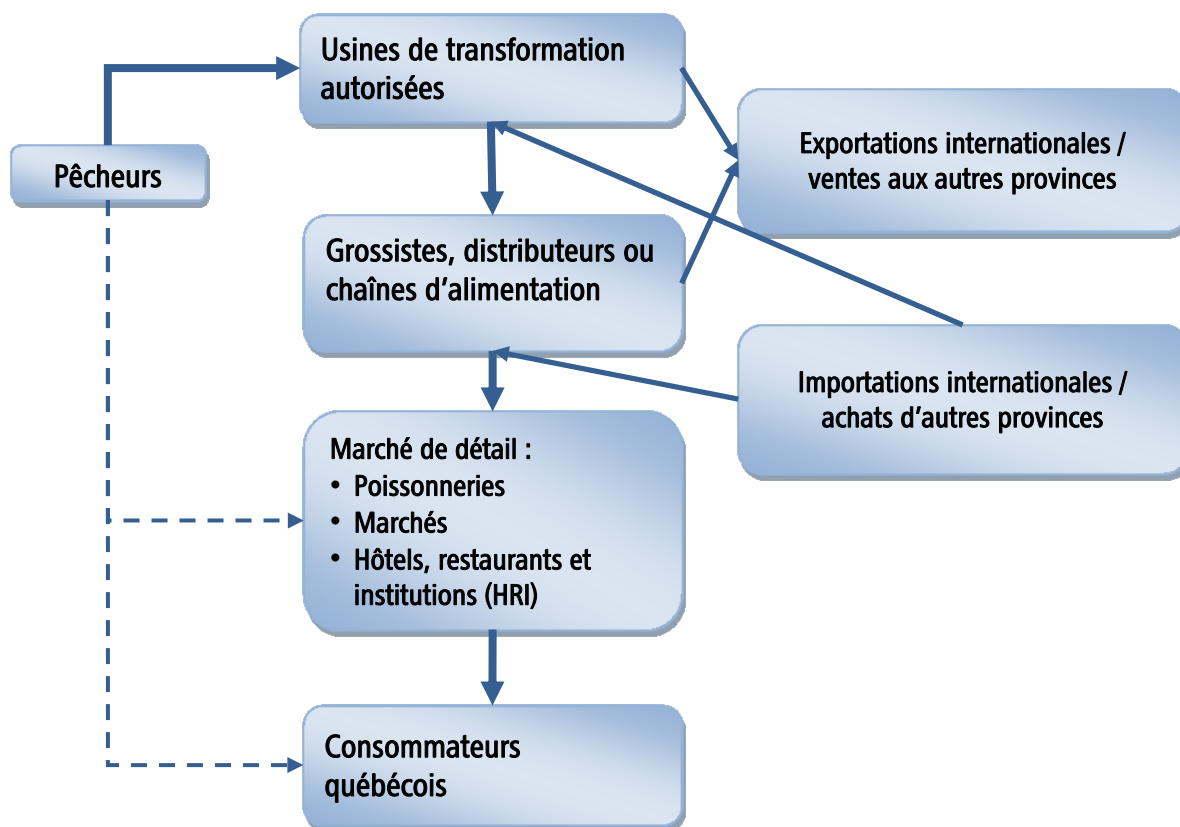 Usines de transformation
autorisées
Pêcheurs
Exportations internationales /
ventes aux autres provinces
Grossistes, distributeurs ou
chaînes d'alimentation
Importations internationales /
achats d'autres provinces
Marché de détail :
• Poissonneries
• Marchés
• Hôtels, restaurants et
institutions (HRI)
Consommateurs
québécois